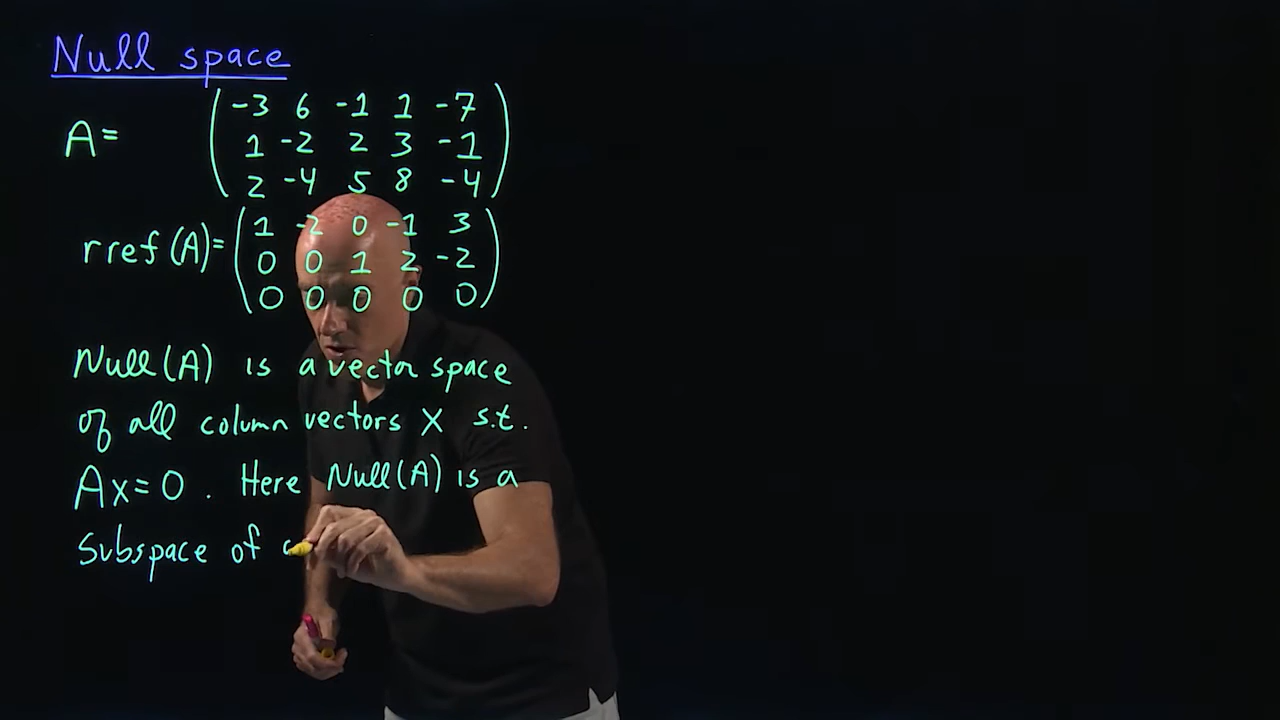 Null space
A= (-3 6 -1 1 -7
1 -2 2 3 -1
2 -4 5 8 -4)
rref(A)= (1 -2 0 -1 3
0 0 1 2 -2
0 0 0 0 0)
Null(A) is a vector space
of all column vectors x s.t.
Ax=0. Here Null(A) is a
Subspace of